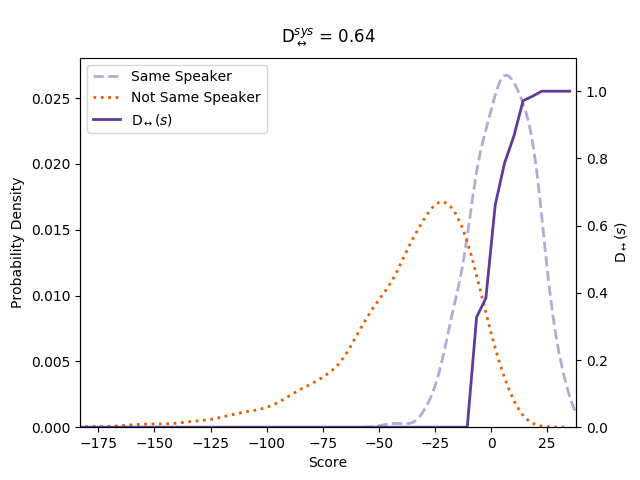 D↔^sys = 0.64
Same Speaker
Not Same Speaker
D↔(s)
Probability Density
0.025
0.020
0.015
0.010
0.005
0.000
1.0
0.8
0.6
0.4
0.2
0.0
D↔(s)
−175 −150 −125 −100 −75 −50 −25 0 25
Score